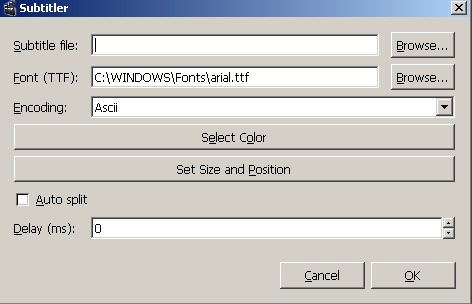 Subtitler
Subtitle file: Browse...
Font (TTF): C:\WINDOWS\Fonts\arial.ttf Browse...
Encoding: Ascii
Select Color
Set Size and Position
Auto split
Delay (ms): 0
Cancel OK